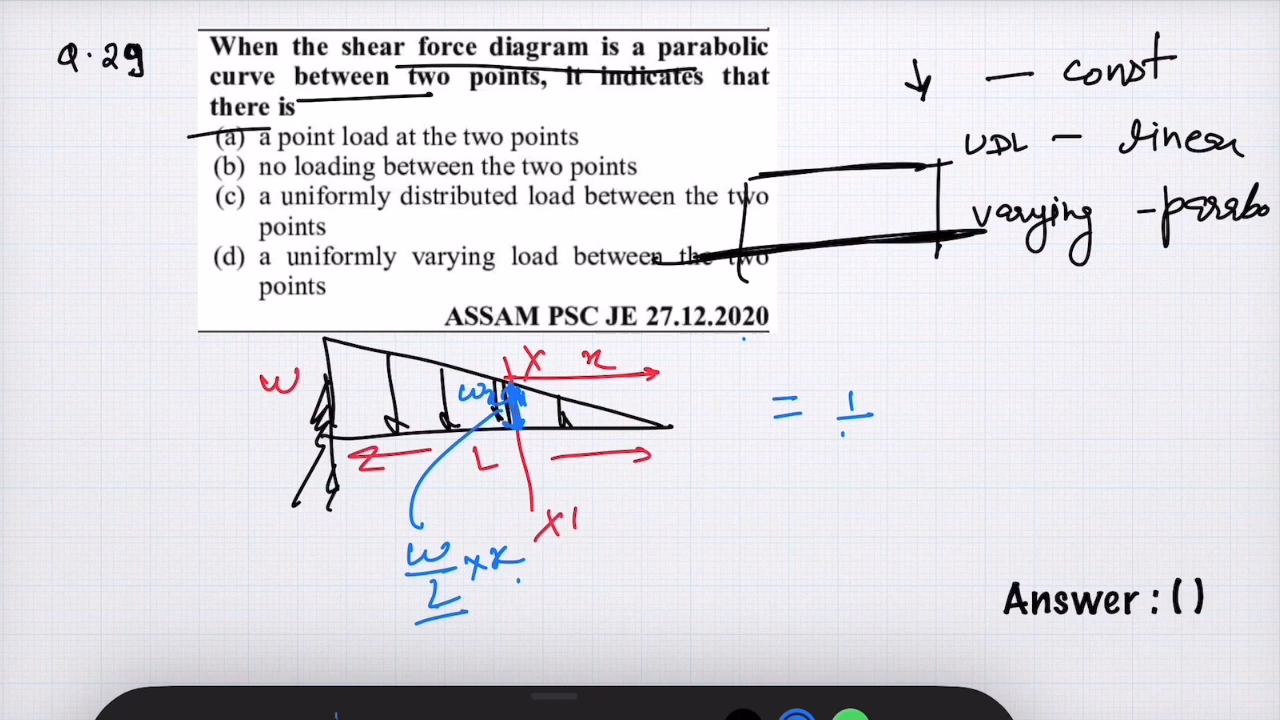 Q.29
When the shear force diagram is a parabolic
curve between two points, it indicates that
there is
(a) a point load at the two points
(b) no loading between the two points
(c) a uniformly distributed load between the two
points
(d) a uniformly varying load between the two
points
ASSAM PSC JE 27.12.2020
↓ — const
UDL — linear
varying - parabo
w
X x
L
X1
w/L × x
= 1
Answer : ( )